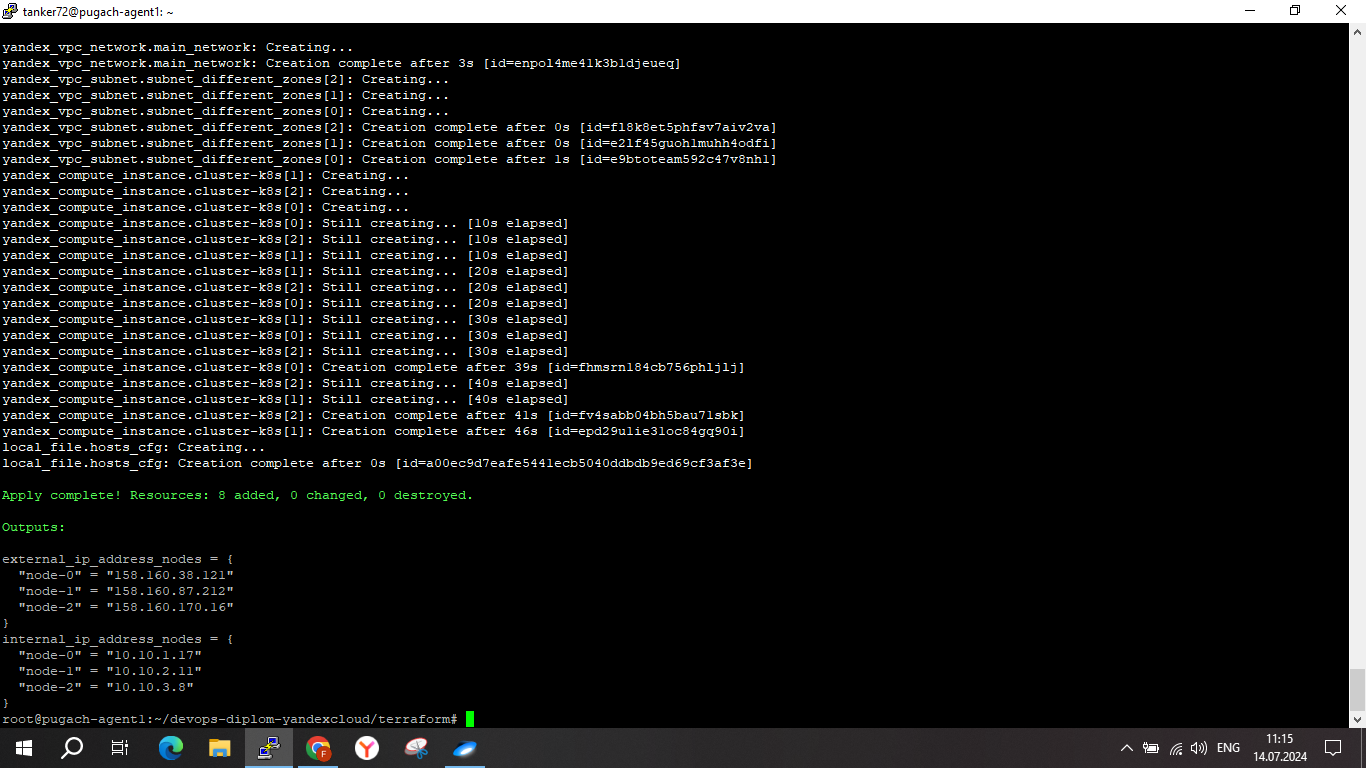 tanker72@pugach-agent1: ~
yandex_vpc_network.main_network: Creating...
yandex_vpc_network.main_network: Creation complete after 3s [id=enpol4me41k3b1djeueq]
yandex_vpc_subnet.subnet_different_zones[2]: Creating...
yandex_vpc_subnet.subnet_different_zones[1]: Creating...
yandex_vpc_subnet.subnet_different_zones[0]: Creating...
yandex_vpc_subnet.subnet_different_zones[2]: Creation complete after 0s [id=fl8k8et5phfsv7aiv2va]
yandex_vpc_subnet.subnet_different_zones[1]: Creation complete after 0s [id=e2lf45guoh1muhh4odfi]
yandex_vpc_subnet.subnet_different_zones[0]: Creation complete after 1s [id=e9btoteam592c47v8nh1]
yandex_compute_instance.cluster-k8s[1]: Creating...
yandex_compute_instance.cluster-k8s[2]: Creating...
yandex_compute_instance.cluster-k8s[0]: Creating...
yandex_compute_instance.cluster-k8s[0]: Still creating... [10s elapsed]
yandex_compute_instance.cluster-k8s[2]: Still creating... [10s elapsed]
yandex_compute_instance.cluster-k8s[1]: Still creating... [10s elapsed]
yandex_compute_instance.cluster-k8s[1]: Still creating... [20s elapsed]
yandex_compute_instance.cluster-k8s[2]: Still creating... [20s elapsed]
yandex_compute_instance.cluster-k8s[0]: Still creating... [20s elapsed]
yandex_compute_instance.cluster-k8s[1]: Still creating... [30s elapsed]
yandex_compute_instance.cluster-k8s[0]: Still creating... [30s elapsed]
yandex_compute_instance.cluster-k8s[2]: Still creating... [30s elapsed]
yandex_compute_instance.cluster-k8s[0]: Creation complete after 39s [id=fhmsrn184cb756ph1j1j]
yandex_compute_instance.cluster-k8s[2]: Still creating... [40s elapsed]
yandex_compute_instance.cluster-k8s[1]: Still creating... [40s elapsed]
yandex_compute_instance.cluster-k8s[2]: Creation complete after 41s [id=fv4sabb04bh5bau71sbk]
yandex_compute_instance.cluster-k8s[1]: Creation complete after 46s [id=epd29ulie3loc84gq90i]
local_file.hosts_cfg: Creating...
local_file.hosts_cfg: Creation complete after 0s [id=a00ec9d7eafe5441ecb5040ddbdb9ed69cf3af3e]
Apply complete! Resources: 8 added, 0 changed, 0 destroyed.
Outputs:
external_ip_address_nodes = {
  "node-0" = "158.160.38.121"
  "node-1" = "158.160.87.212"
  "node-2" = "158.160.170.16"
}
internal_ip_address_nodes = {
  "node-0" = "10.10.1.17"
  "node-1" = "10.10.2.11"
  "node-2" = "10.10.3.8"
}
root@pugach-agent1:~/devops-diplom-yandexcloud/terraform#
F
Y
ENG
11:15
14.07.2024